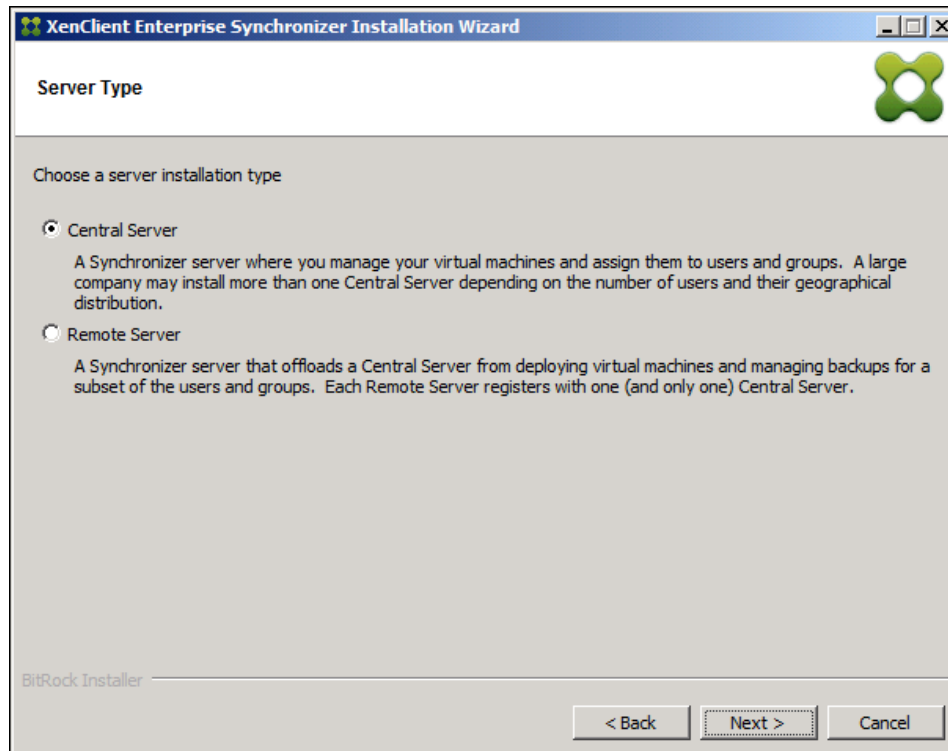 XenClient Enterprise Synchronizer Installation Wizard
Server Type
Choose a server installation type
Central Server
A Synchronizer server where you manage your virtual machines and assign them to users and groups.  A large
company may install more than one Central Server depending on the number of users and their geographical
distribution.
Remote Server
A Synchronizer server that offloads a Central Server from deploying virtual machines and managing backups for a
subset of the users and groups.  Each Remote Server registers with one (and only one) Central Server.
BitRock Installer
< Back
Next >
Cancel